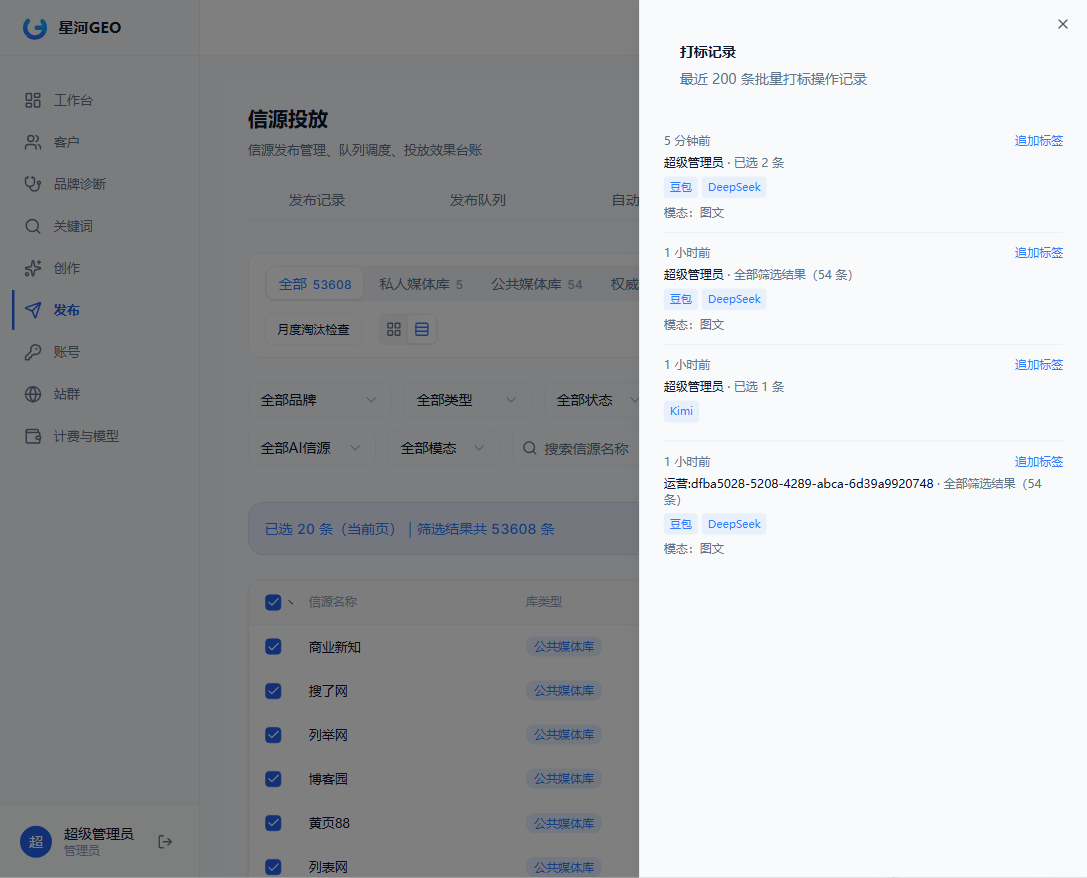 星河GEO
工作台
客户
品牌诊断
关键词
创作
发布
账号
站群
计费与模型
超
超级管理员
管理员
信源投放
信源发布管理、队列调度、投放效果台账
发布记录 发布队列 自动
全部 53608 私人媒体库 5 公共媒体库 54 权威
月度淘汰检查
全部品牌 全部类型 全部状态
全部AI信源 全部模态 搜索信源名称
已选 20 条（当前页） | 筛选结果共 53608 条
信源名称 库类型
商业新知 公共媒体库
搜了网 公共媒体库
列举网 公共媒体库
博客园 公共媒体库
黄页88 公共媒体库
列表网 公共媒体库
打标记录
最近 200 条批量打标操作记录
5 分钟前 追加标签
超级管理员 · 已选 2 条
豆包 DeepSeek
模态：图文
1 小时前 追加标签
超级管理员 · 全部筛选结果（54 条）
豆包 DeepSeek
模态：图文
1 小时前 追加标签
超级管理员 · 已选 1 条
Kimi
1 小时前 追加标签
运营:dfba5028-5208-4289-abca-6d39a9920748 · 全部筛选结果（54
条）
豆包 DeepSeek
模态：图文